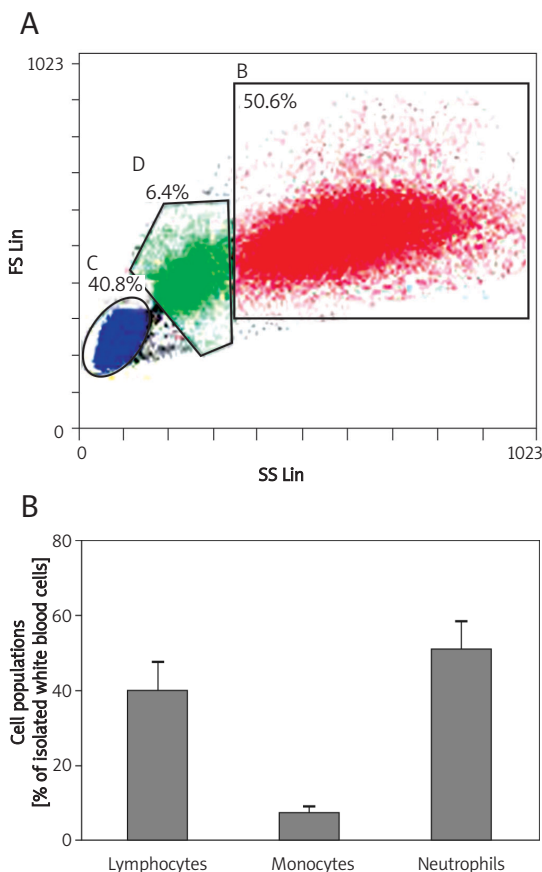 A
1023
B
50.6%
D
6.4%
C
40.8%
FS Lin
0
0
1023
SS Lin
B
80
60
40
20
0
Cell populations
[% of isolated white blood cells]
Lymphocytes
Monocytes
Neutrophils